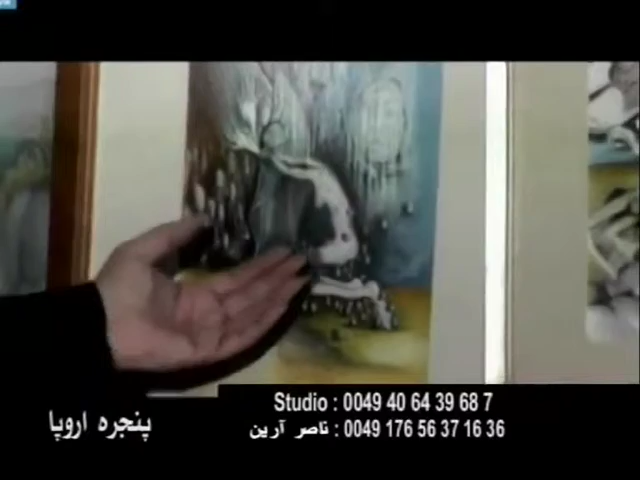 Studio : 0049 40 64 39 68 7
ناصر آرین : 0049 176 56 37 16 36
پنجره اروپا